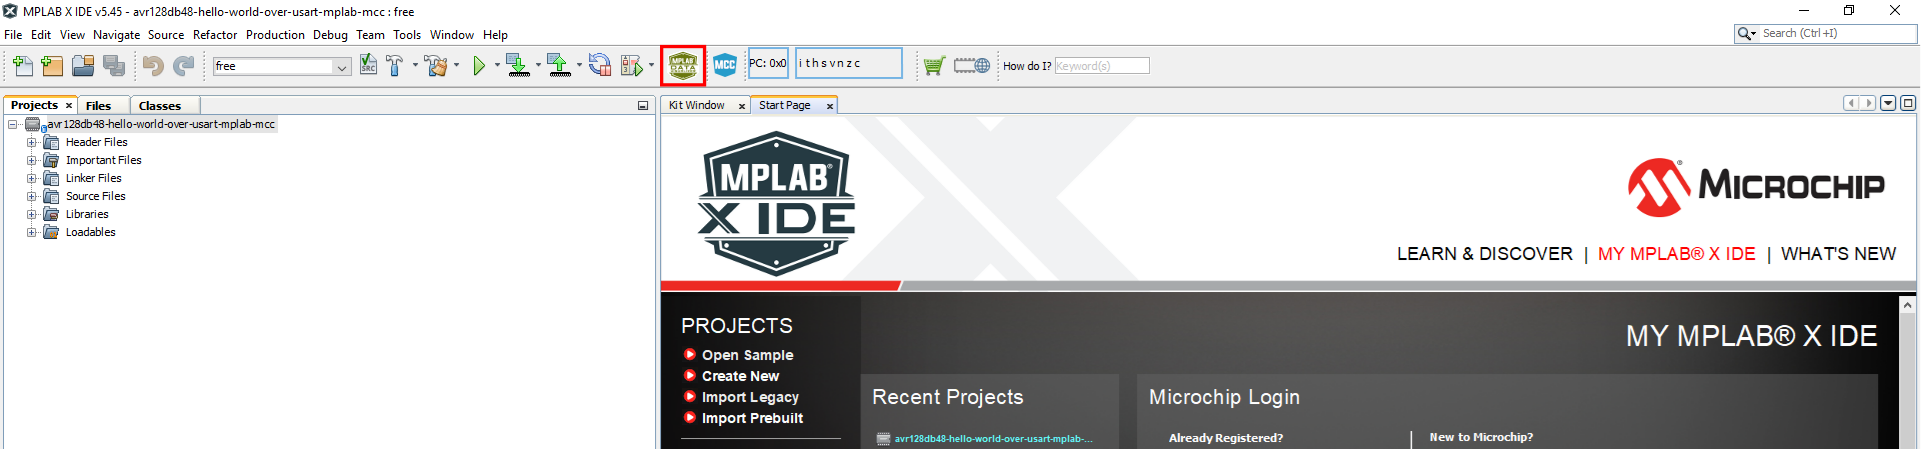 MPLAB X IDE v5.45 - avr128db48-hello-world-over-usart-mplab-mcc : free
File Edit View Navigate Source Refactor Production Debug Team Tools Window Help
Search (Ctrl+I)
free
SRC
MPLAB DATA
MCC
PC: 0x0
i t h s v n z c
How do I? Keyword(s)
Projects Files Classes
Kit Window Start Page
avr128db48-hello-world-over-usart-mplab-mcc
Header Files
Important Files
Linker Files
Source Files
Libraries
Loadables
MPLAB®
X IDE
MICROCHIP
LEARN & DISCOVER | MY MPLAB® X IDE | WHAT'S NEW
PROJECTS
Open Sample
Create New
Import Legacy
Import Prebuilt
MY MPLAB® X IDE
Recent Projects
avr128db48-hello-world-over-usart-mplab-...
Microchip Login
Already Registered?
New to Microchip?